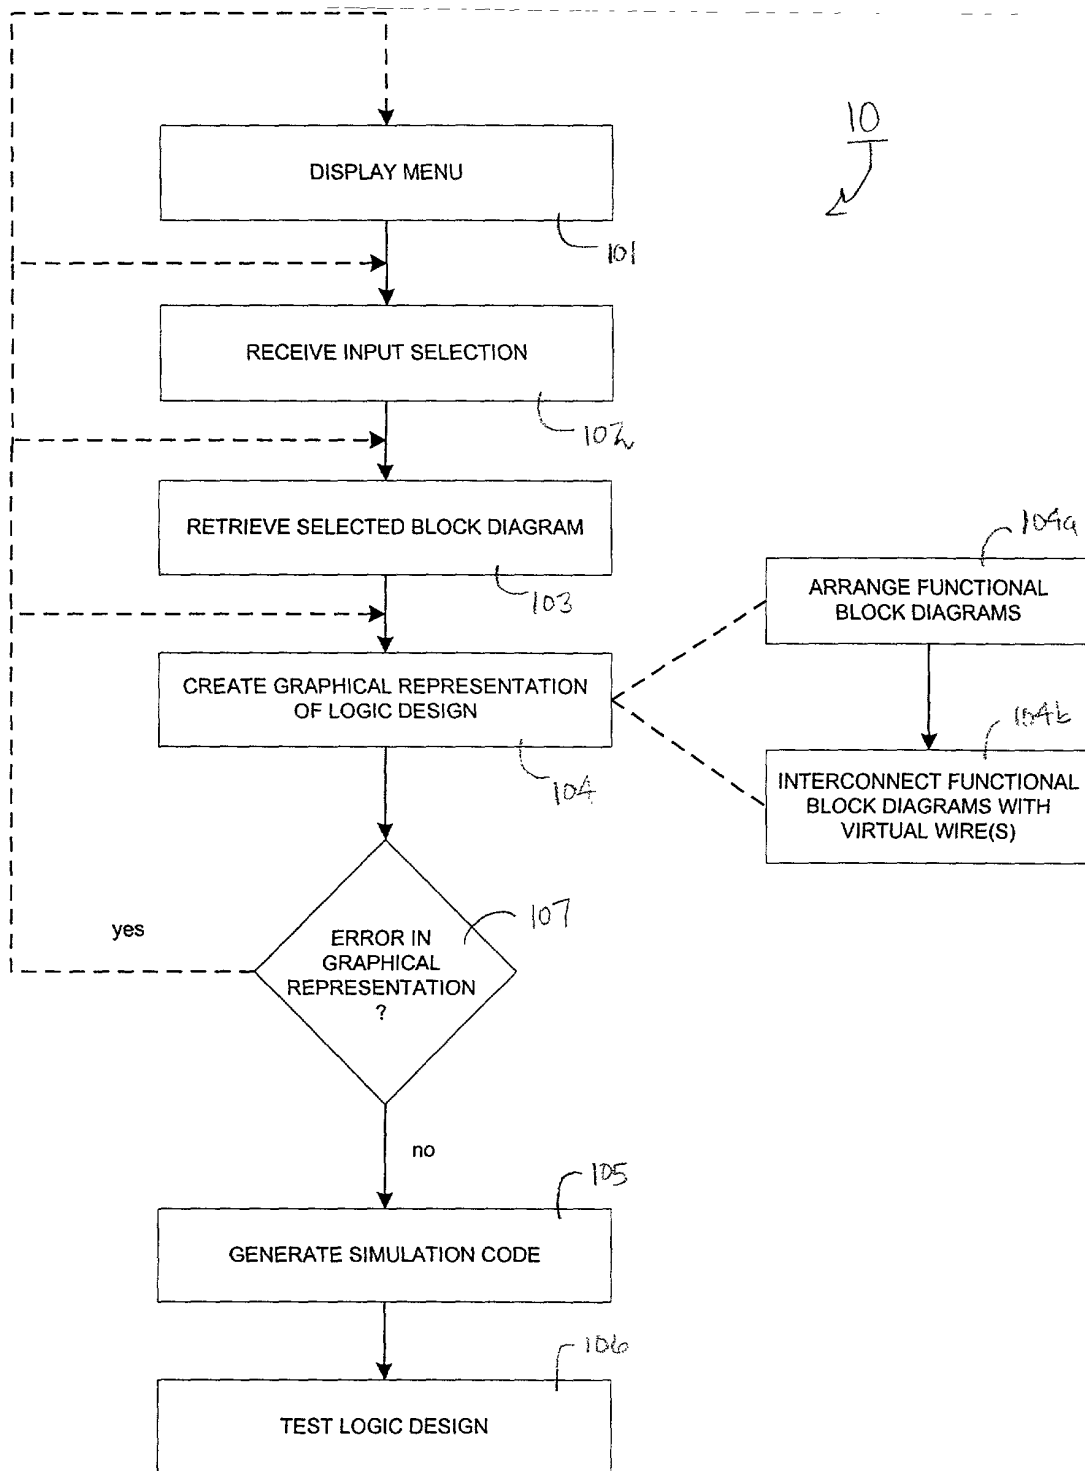 10
DISPLAY MENU
101
RECEIVE INPUT SELECTION
102
RETRIEVE SELECTED BLOCK DIAGRAM
103
104a
ARRANGE FUNCTIONAL
BLOCK DIAGRAMS
CREATE GRAPHICAL REPRESENTATION
OF LOGIC DESIGN
104
104b
INTERCONNECT FUNCTIONAL
BLOCK DIAGRAMS WITH
VIRTUAL WIRE(S)
107
yes
ERROR IN
GRAPHICAL
REPRESENTATION
?
no
105
GENERATE SIMULATION CODE
106
TEST LOGIC DESIGN